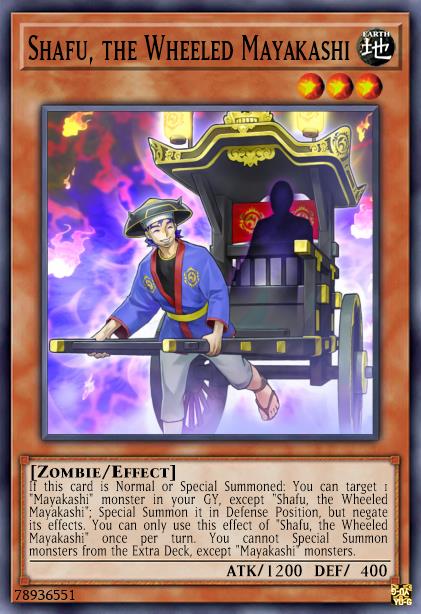 Shafu, the Wheeled Mayakashi
EARTH
地
[Zombie/Effect]
If this card is Normal or Special Summoned: You can target 1
"Mayakashi" monster in your GY, except "Shafu, the Wheeled
Mayakashi"; Special Summon it in Defense Position, but negate
its effects. You can only use this effect of "Shafu, the Wheeled
Mayakashi" once per turn. You cannot Special Summon
monsters from the Extra Deck, except "Mayakashi" monsters.
ATK/1200 DEF/ 400
78936551